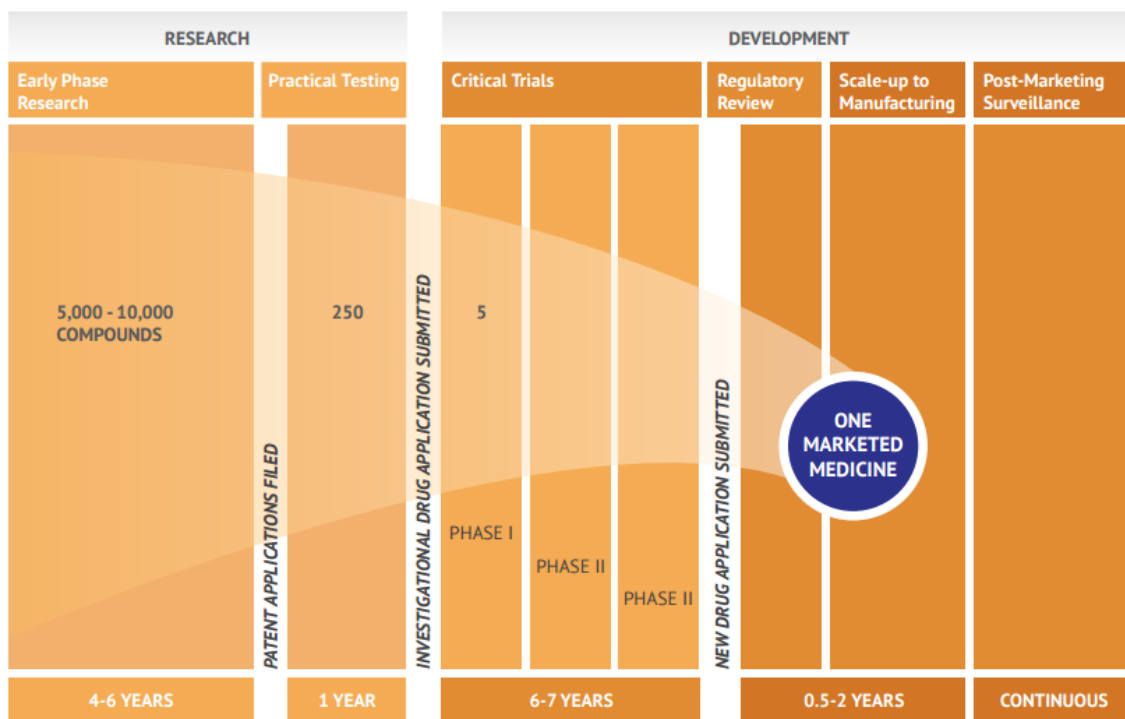 RESEARCH
DEVELOPMENT
Early Phase
Research
Practical Testing
Critical Trials
Regulatory
Review
Scale-up to
Manufacturing
Post-Marketing
Surveillance
5,000 - 10,000
COMPOUNDS
250
5
PATENT APPLICATIONS FILED
INVESTIGATIONAL DRUG APPLICATION SUBMITTED
NEW DRUG APPLICATION SUBMITTED
ONE
MARKETED
MEDICINE
PHASE I
PHASE II
PHASE II
4-6 YEARS
1 YEAR
6-7 YEARS
0.5-2 YEARS
CONTINUOUS